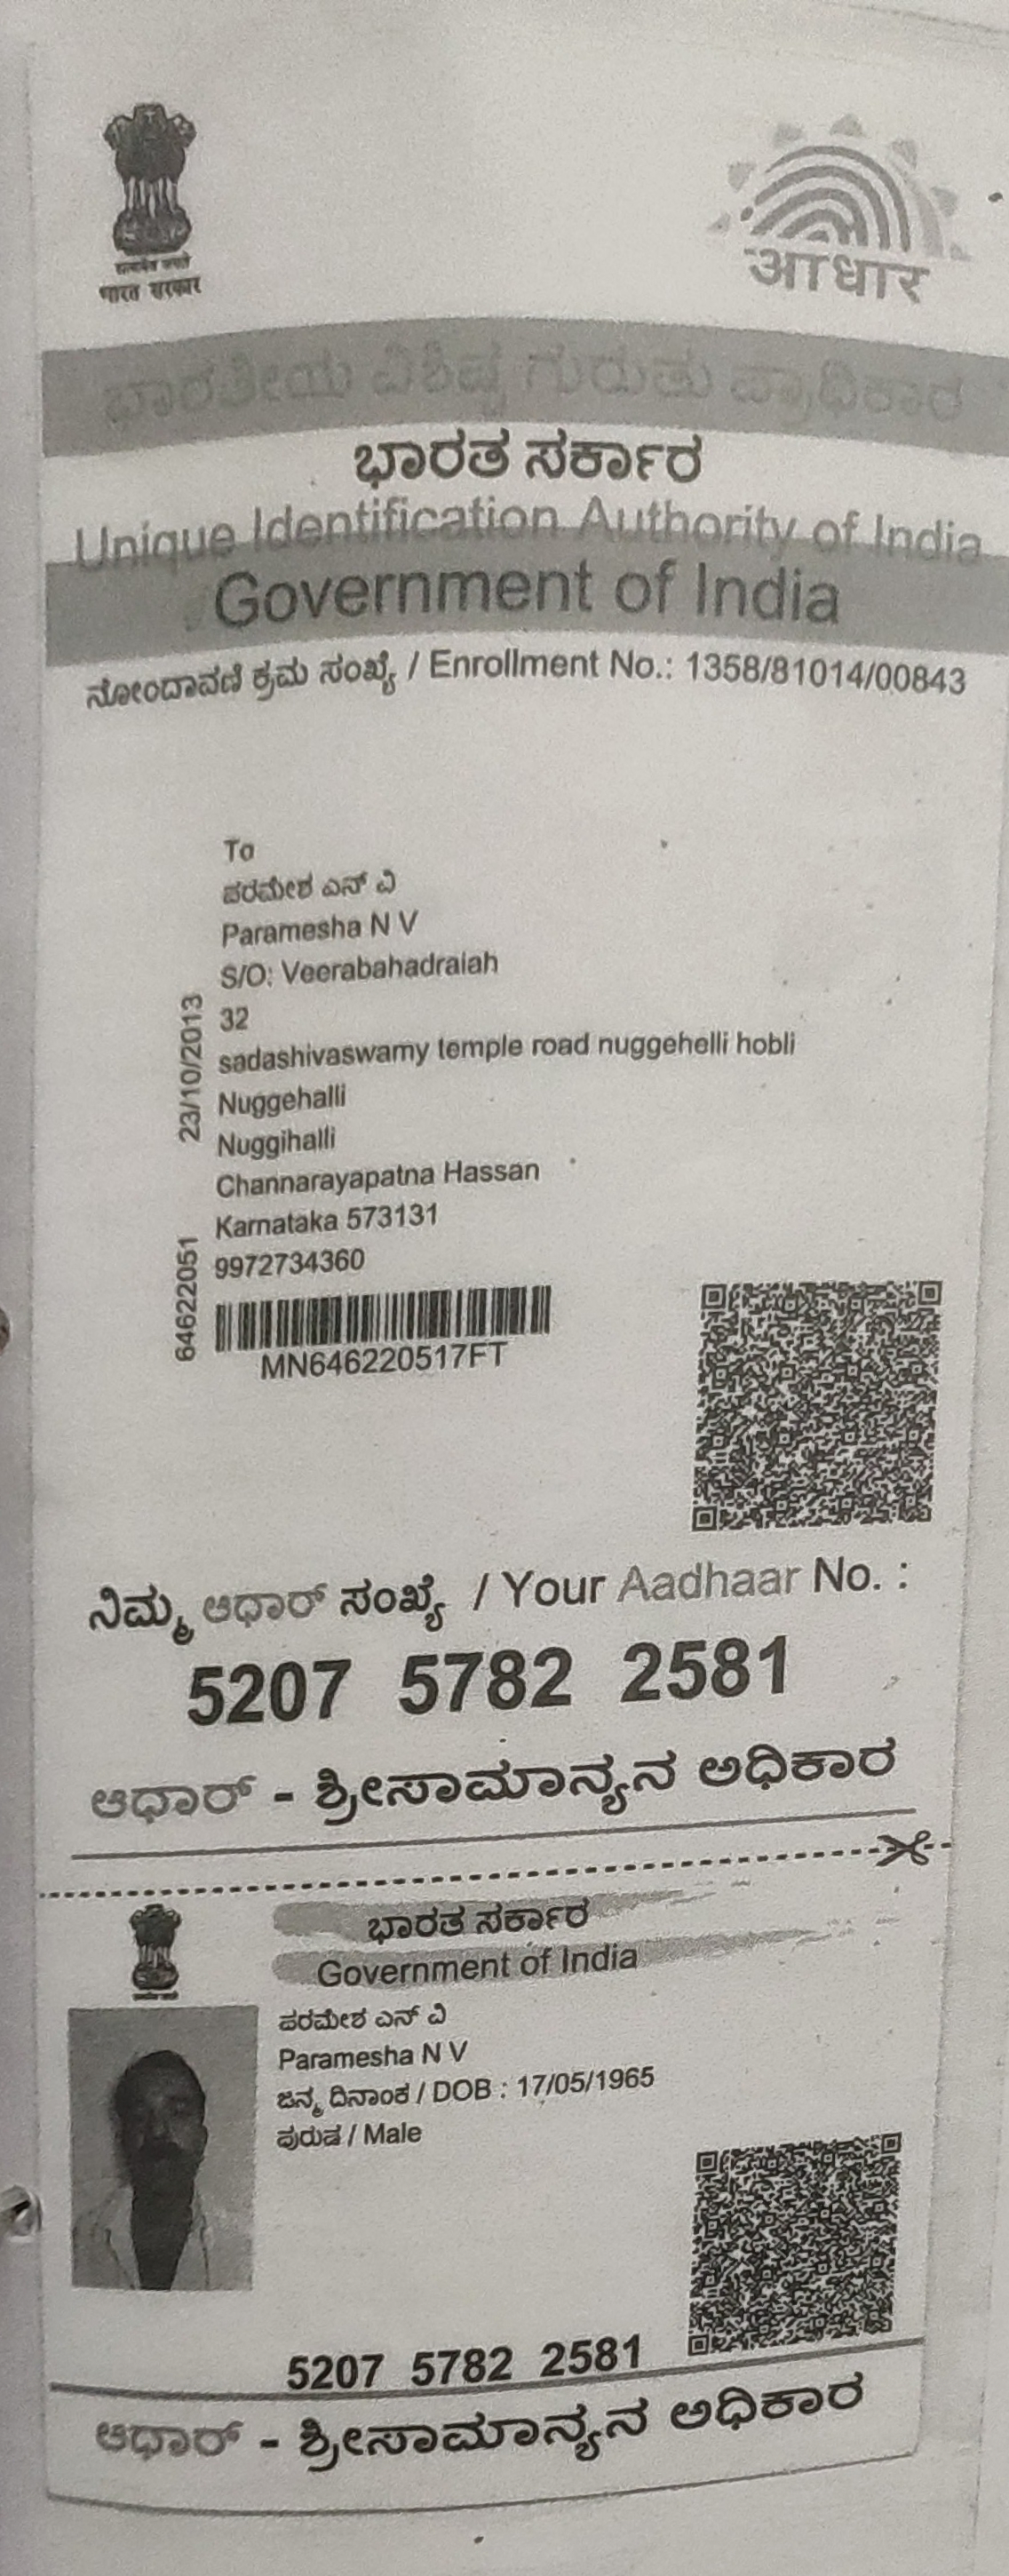 भारत सरकार
आधार
ಭಾರತೀಯ ವಿಶಿಷ್ಟ ಗುರುತು ಪ್ರಾಧಿಕಾರ
ಭಾರತ ಸರ್ಕಾರ
Unique Identification Authority of India
Government of India
ನೋಂದಾವಣಿ ಕ್ರಮ ಸಂಖ್ಯೆ / Enrollment No.: 1358/81014/00843
To
ಪರಮೇಶ ಎನ್ ವಿ
Paramesha N V
S/O: Veerabahadraiah
32
sadashivaswamy temple road nuggehelli hobli
Nuggehalli
Nuggihalli
Channarayapatna Hassan
Karnataka 573131
9972734360
23/10/2013
64622051
MN646220517FT
ನಿಮ್ಮ ಆಧಾರ್ ಸಂಖ್ಯೆ / Your Aadhaar No. :
5207 5782 2581
ಆಧಾರ್ - ಶ್ರೀಸಾಮಾನ್ಯನ ಅಧಿಕಾರ
ಭಾರತ ಸರ್ಕಾರ
Government of India
ಪರಮೇಶ ಎನ್ ವಿ
Paramesha N V
ಜನ್ಮ ದಿನಾಂಕ / DOB : 17/05/1965
ಪುರುಷ / Male
5207 5782 2581
ಆಧಾರ್ - ಶ್ರೀಸಾಮಾನ್ಯನ ಅಧಿಕಾರ